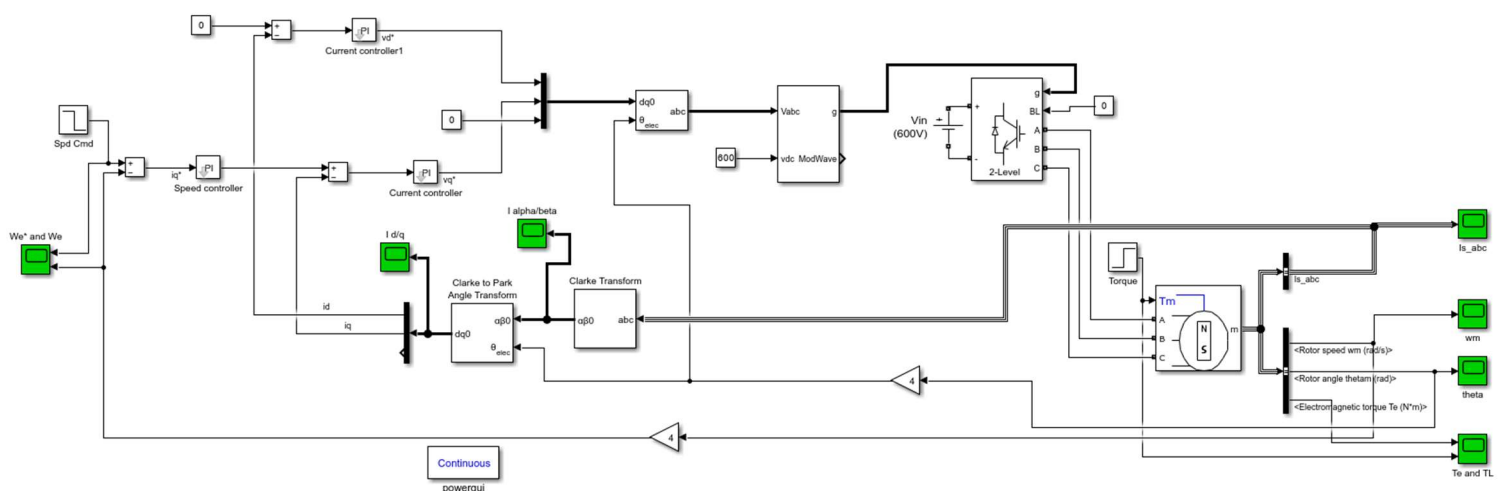 0
+
−
PI
vd*
Current controller1
Spd Cmd
+
−
iq*
PI
Speed controller
+
−
PI
vq*
Current controller
0
dq0
θelec
abc
600
Vabc
vdc
g
ModWave
Vin
(600V)
+
-
+
-
g
BL
A
B
C
2-Level
0
We* and We
I d/q
I alpha/beta
id
iq
Clarke to Park
Angle Transform
αβ0
dq0
θelec
Clarke Transform
αβ0
abc
Torque
Tm
A
B
C
N
S
m
Is_abc
<Rotor speed wm (rad/s)>
<Rotor angle thetam (rad)>
<Electromagnetic torque Te (N*m)>
Is_abc
wm
theta
Te and TL
4
4
Continuous
powergui